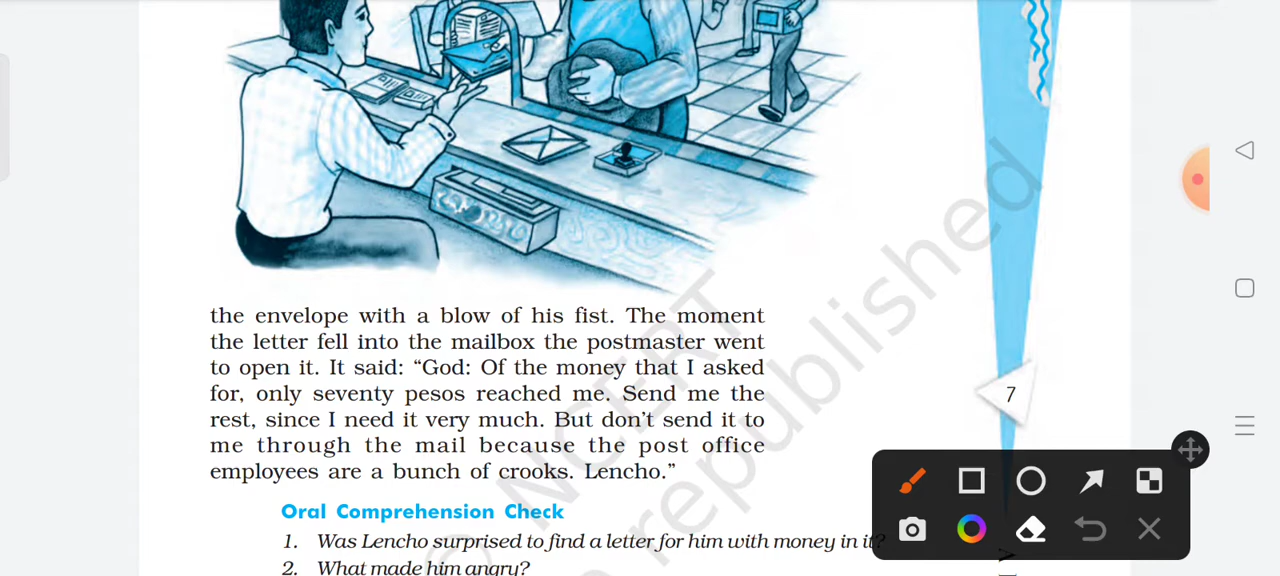 the envelope with a blow of his fist. The moment
the letter fell into the mailbox the postmaster went
to open it. It said: “God: Of the money that I asked
for, only seventy pesos reached me. Send me the
rest, since I need it very much. But don’t send it to
me through the mail because the post office
employees are a bunch of crooks. Lencho.”
7
Oral Comprehension Check
1. Was Lencho surprised to find a letter for him with money in it?
2. What made him angry?
© NCERT
republished